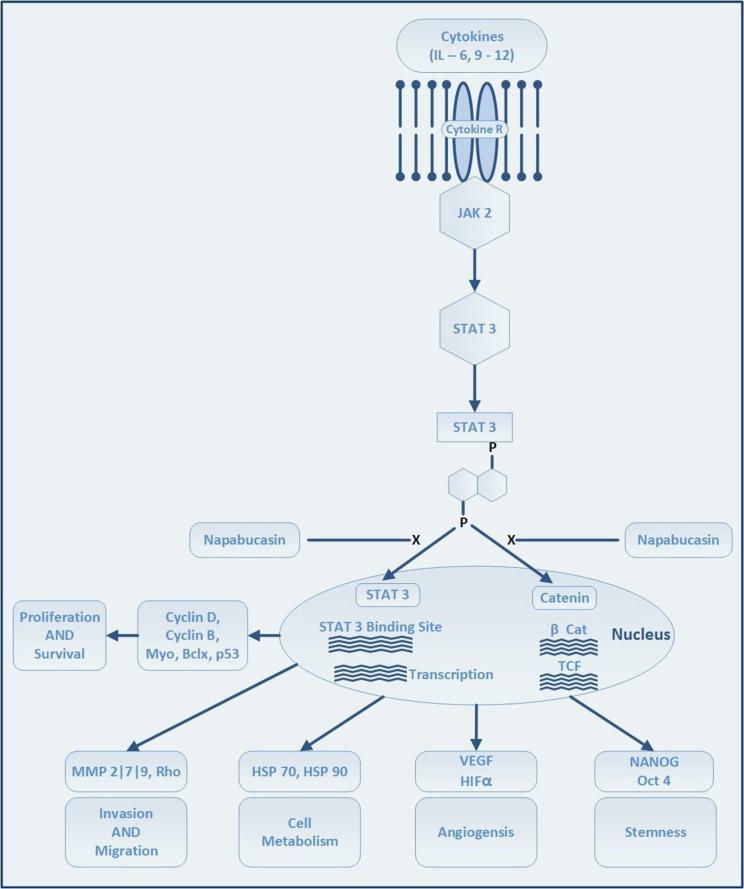 Cytokines
(IL – 6, 9 - 12)
Cytokine R
JAK 2
STAT 3
STAT 3
P
P
Napabucasin
X
X
Napabucasin
STAT 3
Catenin
STAT 3 Binding Site
β Cat
Nucleus
TCF
Transcription
Proliferation
AND
Survival
Cyclin D,
Cyclin B,
Myo, Bclx, p53
MMP 2|7|9, Rho
HSP 70, HSP 90
VEGF
HIFα
NANOG
Oct 4
Invasion
AND
Migration
Cell
Metabolism
Angiogensis
Stemness